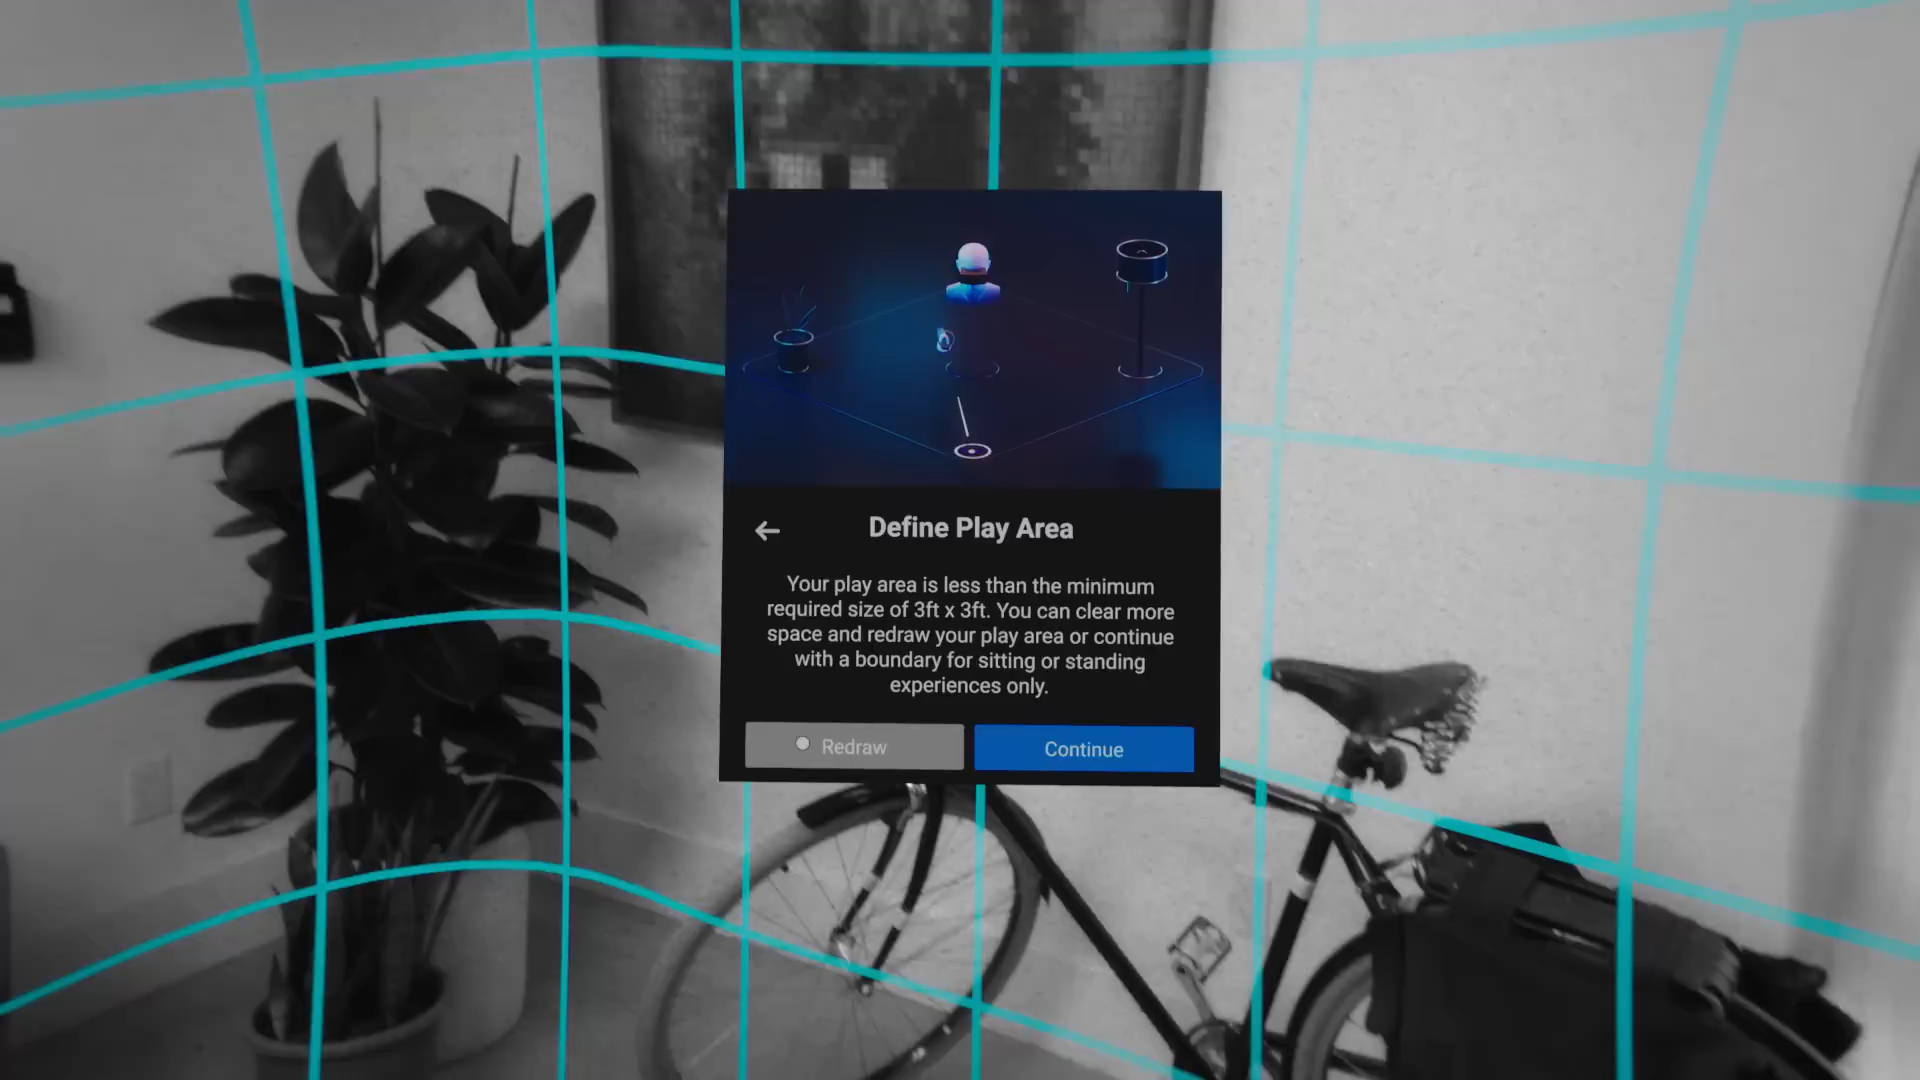 Define Play Area
Your play area is less than the minimum
required size of 3ft x 3ft. You can clear more
space and redraw your play area or continue
with a boundary for sitting or standing
experiences only.
Redraw
Continue